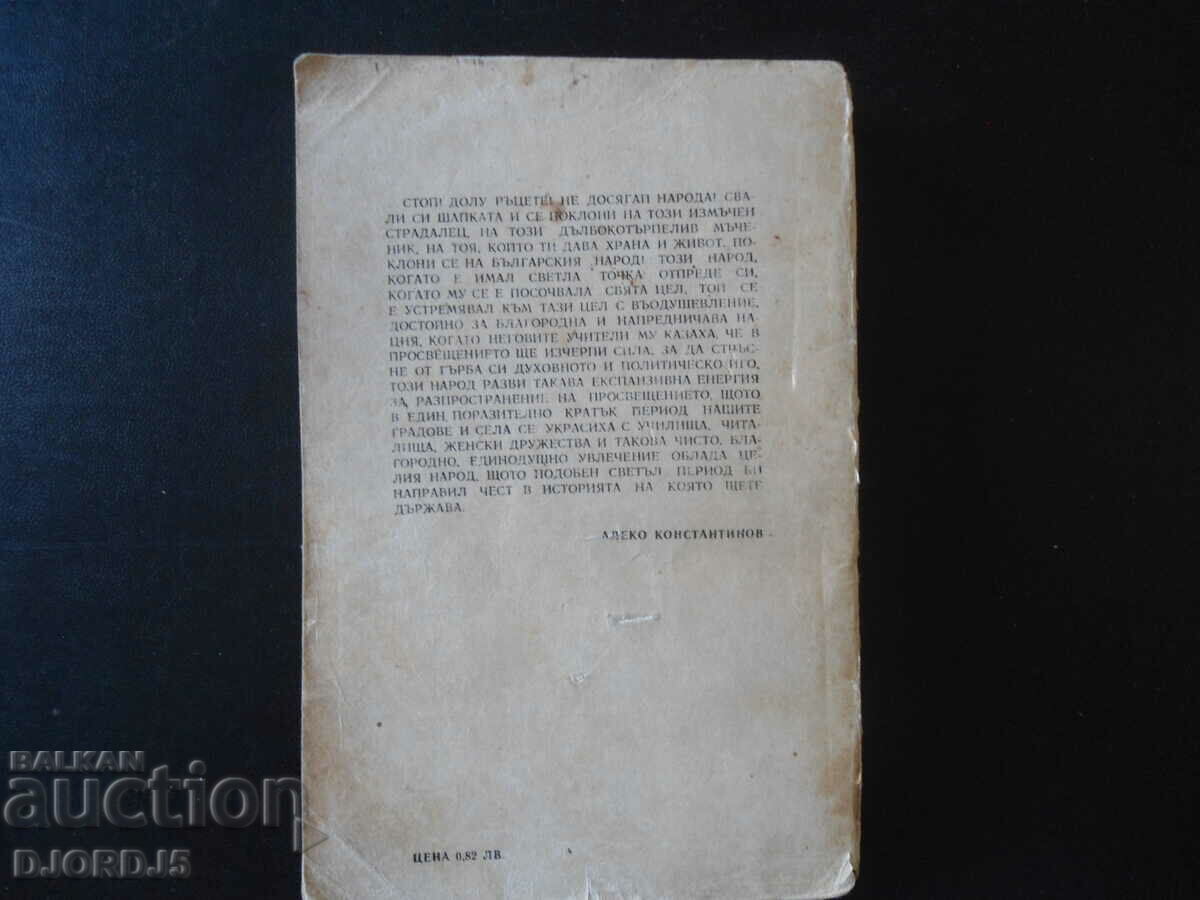 СТОП! ДОЛУ РЪЦЕТЕ! НЕ ДОСЯГАЙ НАРОДА! СВА-
ЛИ СИ ШАПКАТА И СЕ ПОКЛОНИ НА ТОЗИ ИЗМЪЧЕН
СТРАДАЛЕЦ, НА ТОЗИ ДЪЛБОКОТЪРПЕЛИВ МЪЧЕ-
НИК, НА ТОЯ, КОЙТО ТИ ДАВА ХРАНА И ЖИВОТ. ПО-
КЛОНИ СЕ НА БЪЛГАРСКИЯ НАРОД! ТОЗИ НАРОД,
КОГАТО Е ИМАЛ СВЕТЛА ТОЧКА ОТПРЕДЕ СИ,
КОГАТО МУ СЕ Е ПОСОЧВАЛА СВЯТА ЦЕЛ, ТОЙ СЕ
Е УСТРЕМЯВАЛ КЪМ ТАЗИ ЦЕЛ С ВЪОДУШЕВЛЕНИЕ,
ДОСТОЙНО ЗА БЛАГОРОДНА И НАПРЕДНИЧАВА НА-
ЦИЯ, КОГАТО НЕГОВИТЕ УЧИТЕЛИ МУ КАЗАХА, ЧЕ В
ПРОСВЕЩЕНИЕТО ЩЕ ИЗЧЕРПИ СИЛА, ЗА ДА СТРЪС-
НЕ ОТ ГЪРБА СИ ДУХОВНОТО И ПОЛИТИЧЕСКО ИГО,
ТОЗИ НАРОД РАЗВИ ТАКАВА ЕКСПАНЗИВНА ЕНЕРГИЯ
ЗА РАЗПРОСТРАНЕНИЕ НА ПРОСВЕЩЕНИЕТО, ЩОТО
В ЕДИН ПОРАЗИТЕЛНО КРАТЪК ПЕРИОД НАШИТЕ
ГРАДОВЕ И СЕЛА СЕ УКРАСИХА С УЧИЛИЩА, ЧИТА-
ЛИЩА, ЖЕНСКИ ДРУЖЕСТВА И ТАКОВА ЧИСТО, БЛА-
ГОРОДНО, ЕДИНОДУШНО УВЛЕЧЕНИЕ ОБЛАДА ЦЕ-
ЛИЯ НАРОД, ЩОТО ПОДОБЕН СВЕТЪЛ ПЕРИОД БИ
НАПРАВИЛ ЧЕСТ В ИСТОРИЯТА НА КОЯТО ЩЕТЕ
ДЪРЖАВА.
АЛЕКО КОНСТАНТИНОВ
ЦЕНА 0,82 ЛВ.
BALKAN
auction
DJORD_J5